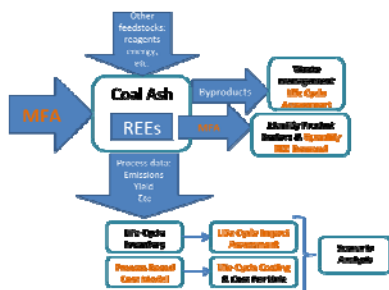 Other
feedstocks:
reagents
energy,
etc.
Coal Ash
MFA
REEs
Byproducts
Waste
management
Life Cycle
Assessment
MFA
Identify Product
Sectors & Quantify
REE Demand
Process data:
Emissions
Yield
Etc
Life-Cycle
Inventory
Life-Cycle Impact
Assessment
Process-Based
Cost Model
Life-Cycle Costing
& Cost
Scenario
Analysis